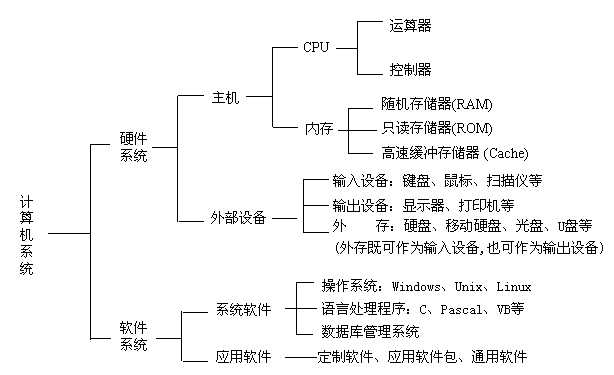 计算机系统
硬件系统
主机
CPU
运算器
控制器
内存
随机存储器(RAM)
只读存储器(ROM)
高速缓冲存储器 (Cache)
外部设备
输入设备：键盘、鼠标、扫描仪等
输出设备：显示器、打印机等
外　　存：硬盘、移动硬盘、光盘、U盘等
(外存既可作为输入设备,也可作为输出设备)
软件系统
系统软件
操作系统：Windows、Unix、Linux
语言处理程序：C、Pascal、VB等
数据库管理系统
应用软件
定制软件、应用软件包、通用软件